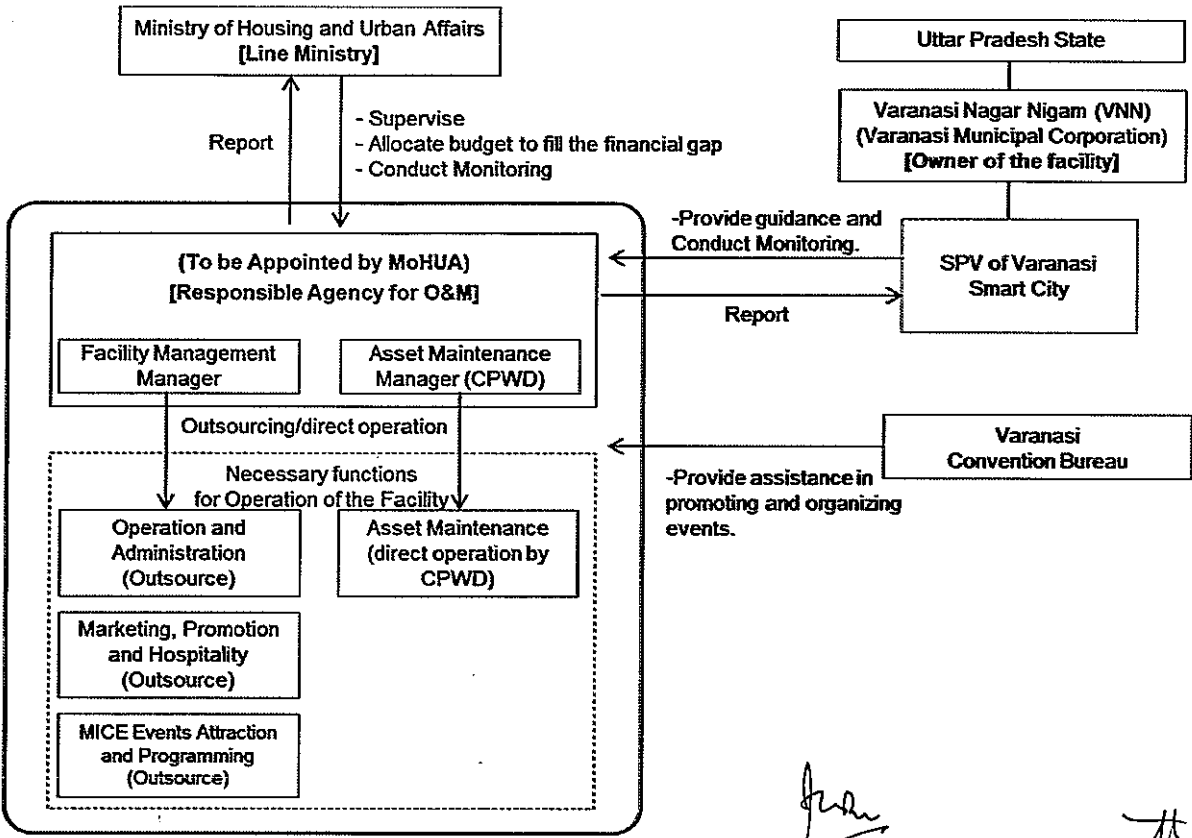 Ministry of Housing and Urban Affairs
[Line Ministry]
Uttar Pradesh State
Varanasi Nagar Nigam (VNN)
(Varanasi Municipal Corporation)
[Owner of the facility]
Report
- Supervise
- Allocate budget to fill the financial gap
- Conduct Monitoring
-Provide guidance and
Conduct Monitoring.
SPV of Varanasi
Smart City
Report
(To be Appointed by MoHUA)
[Responsible Agency for O&M]
Facility Management
Manager
Asset Maintenance
Manager (CPWD)
Outsourcing/direct operation
Varanasi
Convention Bureau
-Provide assistance in
promoting and organizing
events.
Necessary functions
for Operation of the Facility
Operation and
Administration
(Outsource)
Asset Maintenance
(direct operation by
CPWD)
Marketing, Promotion
and Hospitality
(Outsource)
MICE Events Attraction
and Programming
(Outsource)